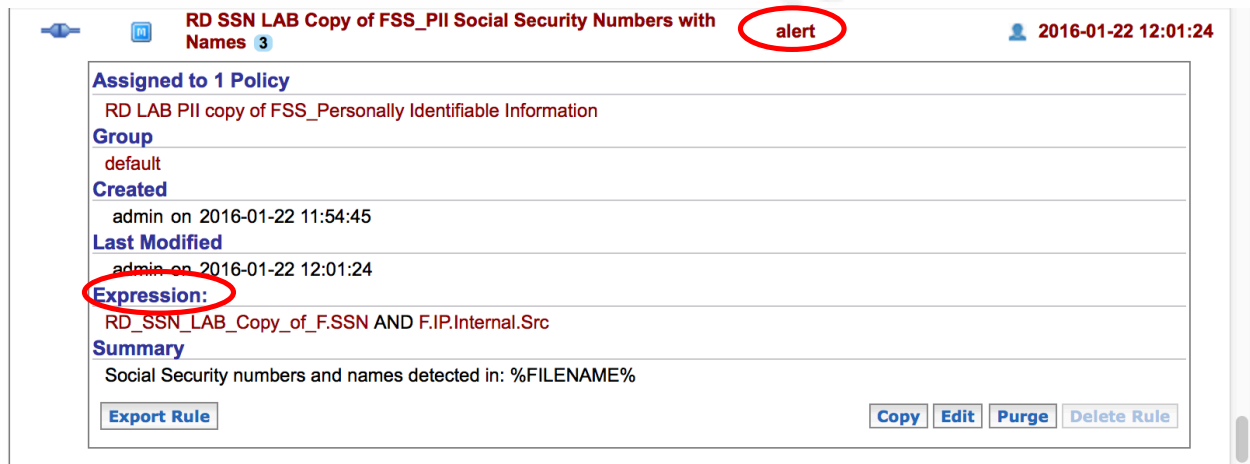 RD SSN LAB Copy of FSS_PII Social Security Numbers with
Names 3
alert
2016-01-22 12:01:24
Assigned to 1 Policy
RD LAB PII copy of FSS_Personally Identifiable Information
Group
default
Created
admin on 2016-01-22 11:54:45
Last Modified
admin on 2016-01-22 12:01:24
Expression:
RD_SSN_LAB_Copy_of_F.SSN AND F.IP.Internal.Src
Summary
Social Security numbers and names detected in: %FILENAME%
Export Rule
Copy Edit Purge Delete Rule